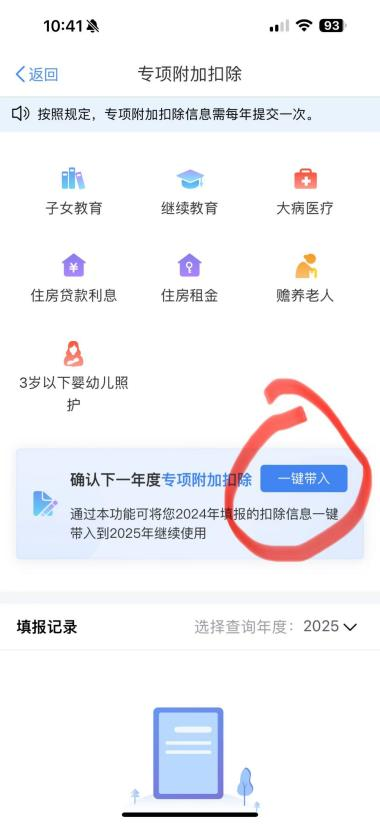 10:41
93
返回
专项附加扣除
按照规定，专项附加扣除信息需每年提交一次。
子女教育
继续教育
大病医疗
住房贷款利息
住房租金
赡养老人
3岁以下婴幼儿照
护
确认下一年度专项附加扣除
一键带入
通过本功能可将您2024年填报的扣除信息一键
带入到2025年继续使用
填报记录
选择查询年度：2025